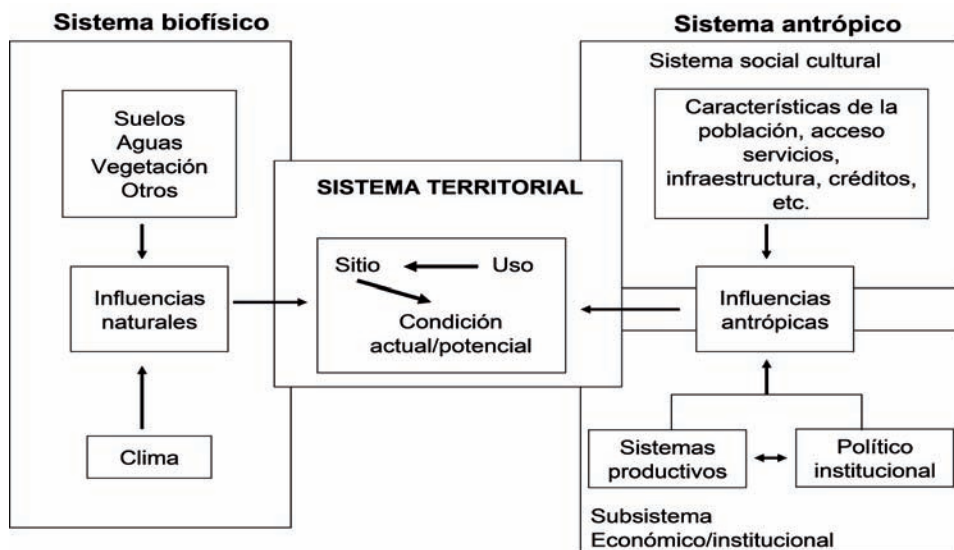 Sistema biofísico
Sistema antrópico
Sistema social cultural
Suelos
Aguas
Vegetación
Otros
Características de la
población, acceso
servicios,
infraestructura, créditos,
etc.
SISTEMA TERRITORIAL
Sitio
Uso
Condición
actual/potencial
Influencias
naturales
Influencias
antrópicas
Clima
Sistemas
productivos
Político
institucional
Subsistema
Económico/institucional